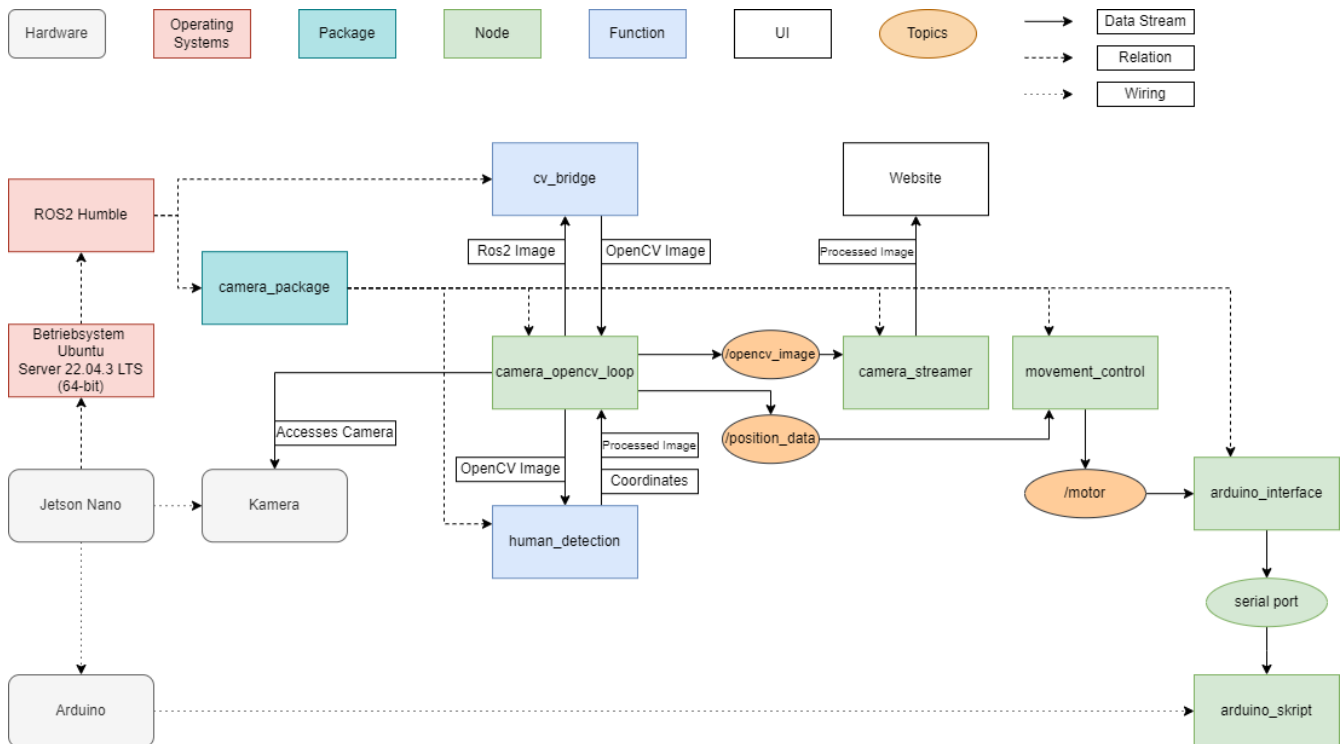 Hardware
Operating
Systems
Package
Node
Function
UI
Topics
Data Stream
Relation
Wiring
cv_bridge
Website
ROS2 Humble
Ros2 Image
OpenCV Image
Processed Image
camera_package
Betriebsystem
Ubuntu
Server 22.04.3 LTS
(64-bit)
camera_opencv_loop
/opencv_image
camera_streamer
movement_control
Accesses Camera
/position_data
Processed Image
OpenCV Image
Coordinates
Jetson Nano
Kamera
/motor
arduino_interface
human_detection
serial port
Arduino
arduino_skript